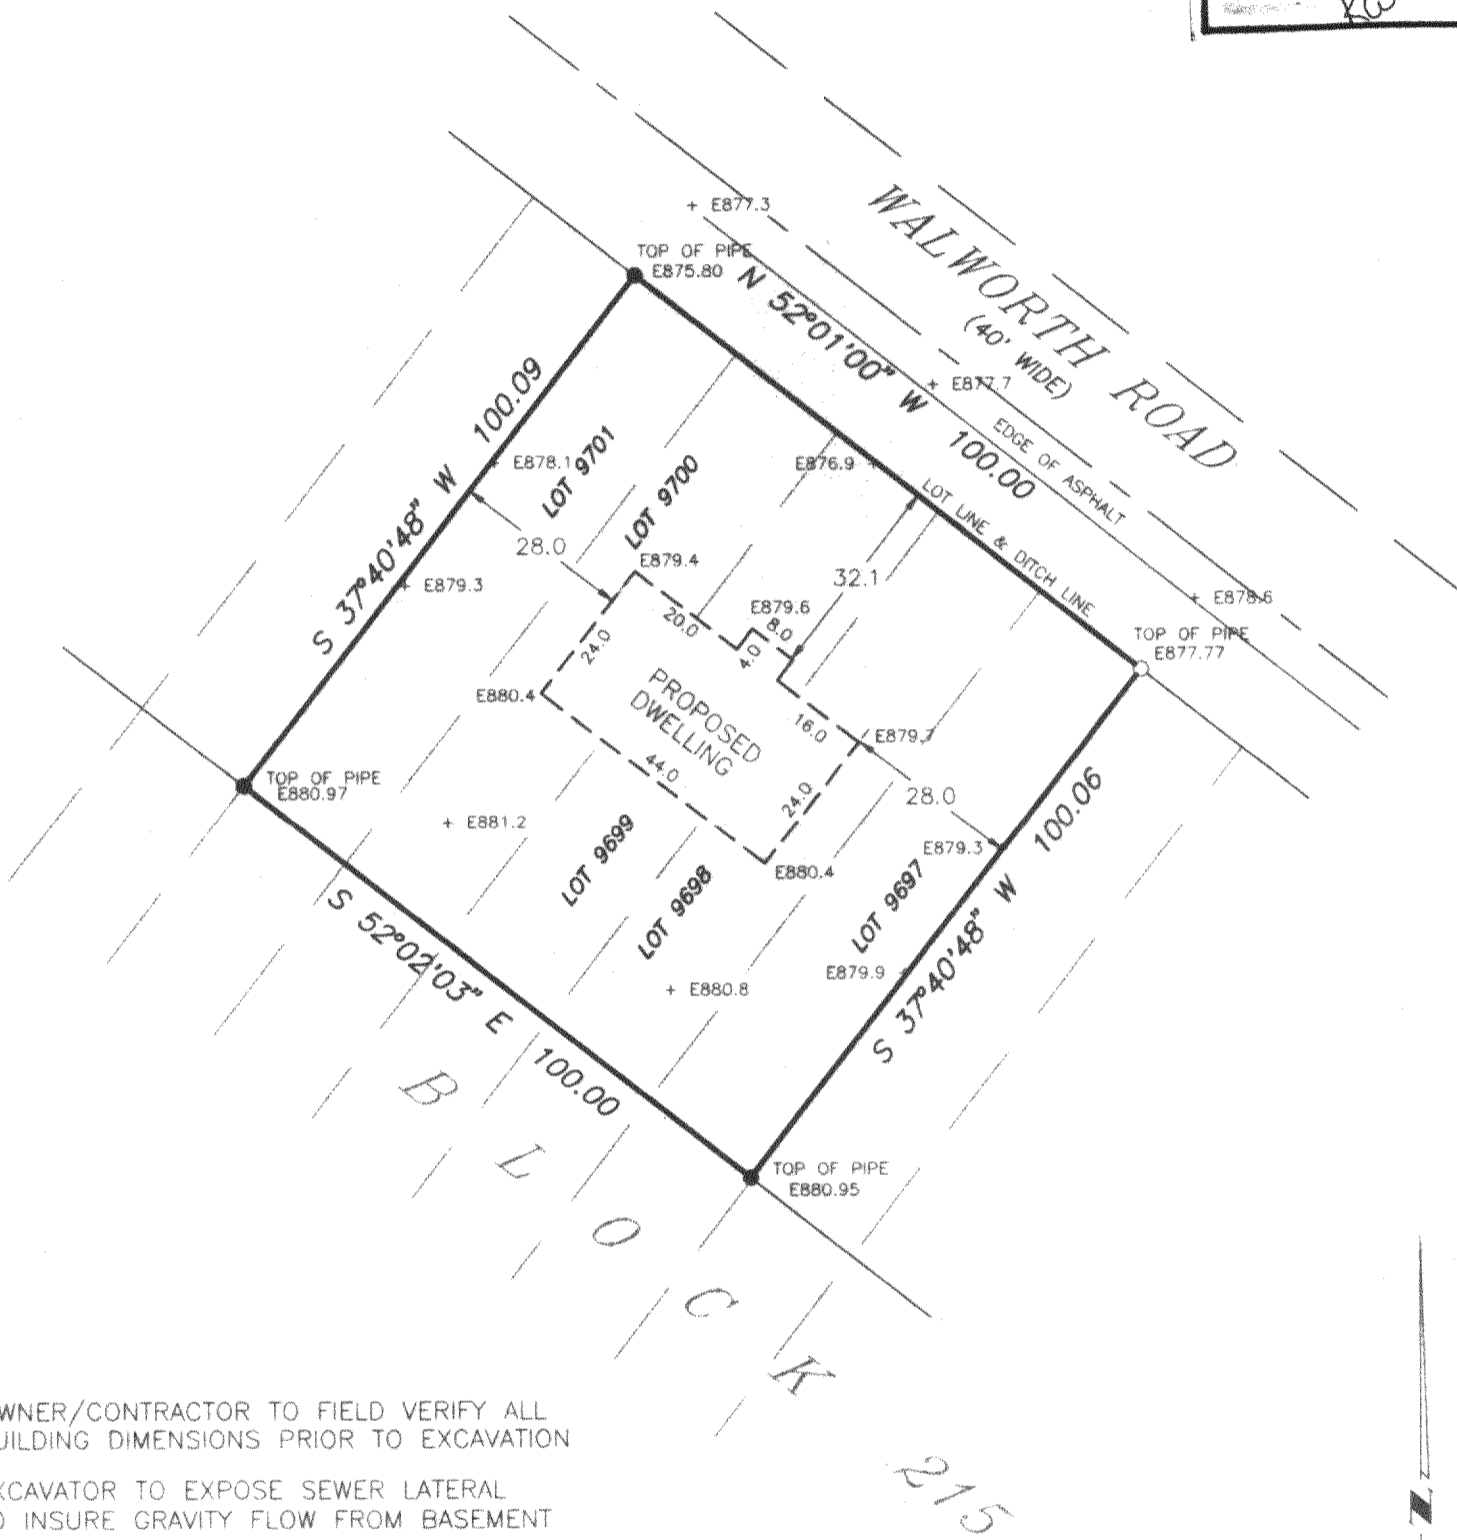 E877.3
TOP OF PIPE
E875.80
WALWORTH ROAD
(40' WIDE)
N 52°01'00" W 100.00
E877.7
EDGE OF ASPHALT
S 37°40'48" W 100.09
E878.1
LOT 9701
LOT 9700
E876.9
LOT LINE & DITCH LINE
28.0
E879.4
32.1
E879.3
E879.6
8.0
20.0
4.0
24.0
E878.6
TOP OF PIPE
E877.77
E880.4
PROPOSED
DWELLING
16.0
E879.7
44.0
24.0
28.0
TOP OF PIPE
E880.97
E881.2
LOT 9699
LOT 9698
E880.4
E879.3
LOT 9697
S 37°40'48" W 100.06
E879.9
E880.8
S 52°02'03" E 100.00
TOP OF PIPE
E880.95
BLOCK 215
WNER/CONTRACTOR TO FIELD VERIFY ALL
UILDING DIMENSIONS PRIOR TO EXCAVATION
XCAVATOR TO EXPOSE SEWER LATERAL
O INSURE GRAVITY FLOW FROM BASEMENT
N